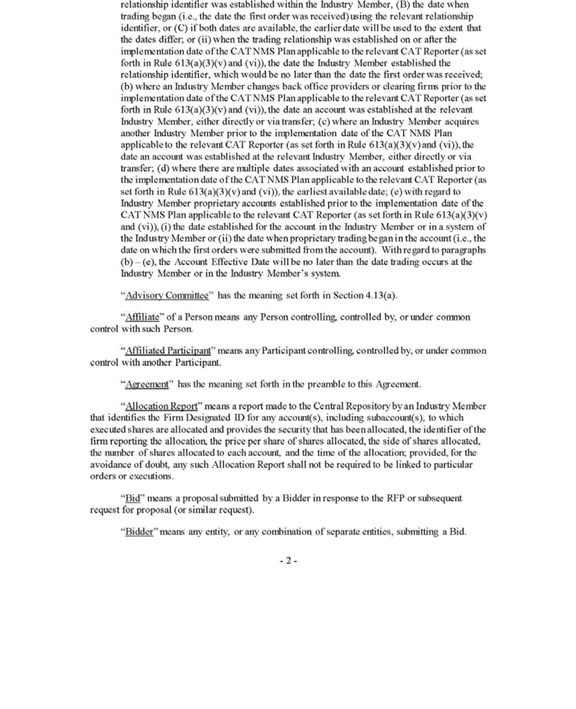 relationship identifier was established within the Industry Member, (B) the date when
trading began (i.e., the date the first order was received) using the relevant relationship
identifier, or (C) if both dates are available, the earlier date will be used to the extent that
the dates differ; or (ii) when the trading relationship was established on or after the
implementation date of the CAT NMS Plan applicable to the relevant CAT Reporter (as set
forth in Rule 613(a)(3)(v) and (vi)), the date the Industry Member established the
relationship identifier, which would be no later than the date the first order was received;
(b) where an Industry Member changes back office providers or clearing firms prior to the
implementation date of the CAT NMS Plan applicable to the relevant CAT Reporter (as set
forth in Rule 613(a)(3)(v) and (vi)), the date an account was established at the relevant
Industry Member, either directly or via transfer; (c) where an Industry Member acquires
another Industry Member prior to the implementation date of the CAT NMS Plan
applicable to the relevant CAT Reporter (as set forth in Rule 613(a)(3)(v) and (vi)), the
date an account was established at the relevant Industry Member, either directly or via
transfer; (d) where there are multiple dates associated with an account established prior to
the implementation date of the CAT NMS Plan applicable to the relevant CAT Reporter (as
set forth in Rule 613(a)(3)(v) and (vi)), the earliest available date; (e) with regard to
Industry Member proprietary accounts established prior to the implementation date of the
CAT NMS Plan applicable to the relevant CAT Reporter (as set forth in Rule 613(a)(3)(v)
and (vi)), (i) the date established for the account in the Industry Member or in a system of
the Industry Member or (ii) the date when proprietary trading began in the account (i.e., the
date on which the first orders were submitted from the account). With regard to paragraphs
(b) – (e), the Account Effective Date will be no later than the date trading occurs at the
Industry Member or in the Industry Member's system.
"Advisory Committee" has the meaning set forth in Section 4.13(a).
"Affiliate" of a Person means any Person controlling, controlled by, or under common
control with such Person.
"Affiliated Participant" means any Participant controlling, controlled by, or under common
control with another Participant.
"Agreement" has the meaning set forth in the preamble to this Agreement.
"Allocation Report" means a report made to the Central Repository by an Industry Member
that identifies the Firm Designated ID for any account(s), including subaccount(s), to which
executed shares are allocated and provides the security that has been allocated, the identifier of the
firm reporting the allocation, the price per share of shares allocated, the side of shares allocated,
the number of shares allocated to each account, and the time of the allocation; provided, for the
avoidance of doubt, any such Allocation Report shall not be required to be linked to particular
orders or executions.
"Bid" means a proposal submitted by a Bidder in response to the RFP or subsequent
request for proposal (or similar request).
"Bidder" means any entity, or any combination of separate entities, submitting a Bid.
- 2 -